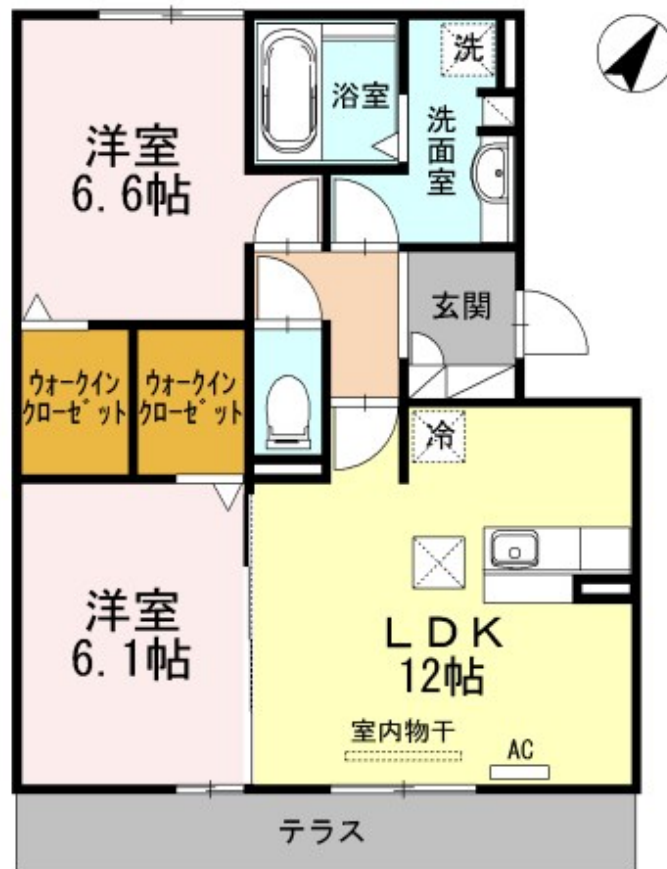 洗
浴室
洗面室
洋室
6.6帖
玄関
ウォークイン
クローゼット
ウォークイン
クローゼット
冷
洋室
6.1帖
LDK
12帖
室内物干
AC
テラス